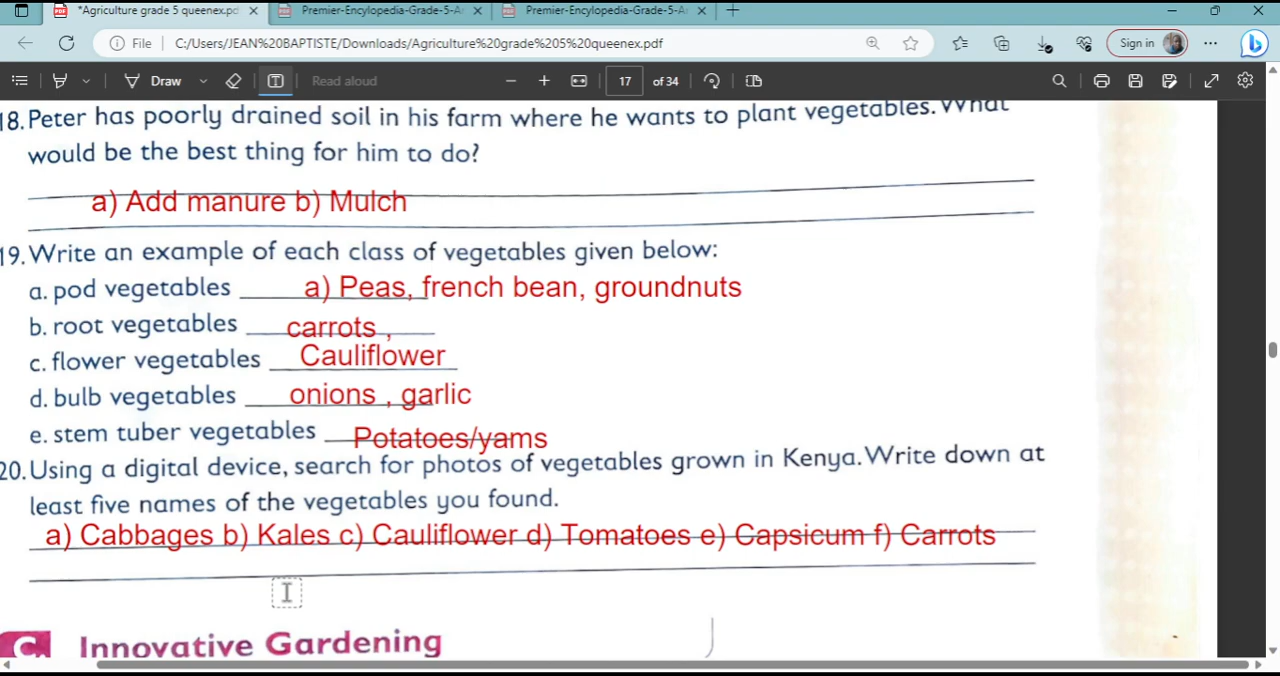 *Agriculture grade 5 queenex.pd
Premier-Encylopedia-Grade-5-A
Premier-Encylopedia-Grade-5-A
File C:/Users/JEAN%20BAPTISTE/Downloads/Agriculture%20grade%205%20queenex.pdf Sign in
Draw Read aloud 17 of 34
18. Peter has poorly drained soil in his farm where he wants to plant vegetables. What
would be the best thing for him to do?
a) Add manure b) Mulch
19. Write an example of each class of vegetables given below:
a. pod vegetables a) Peas, french bean, groundnuts
b. root vegetables carrots ,
c. flower vegetables Cauliflower
d. bulb vegetables onions , garlic
e. stem tuber vegetables Potatoes/yams
20. Using a digital device, search for photos of vegetables grown in Kenya. Write down at
least five names of the vegetables you found.
a) Cabbages b) Kales c) Cauliflower d) Tomatoes e) Capsicum f) Carrots
C. Innovative Gardening